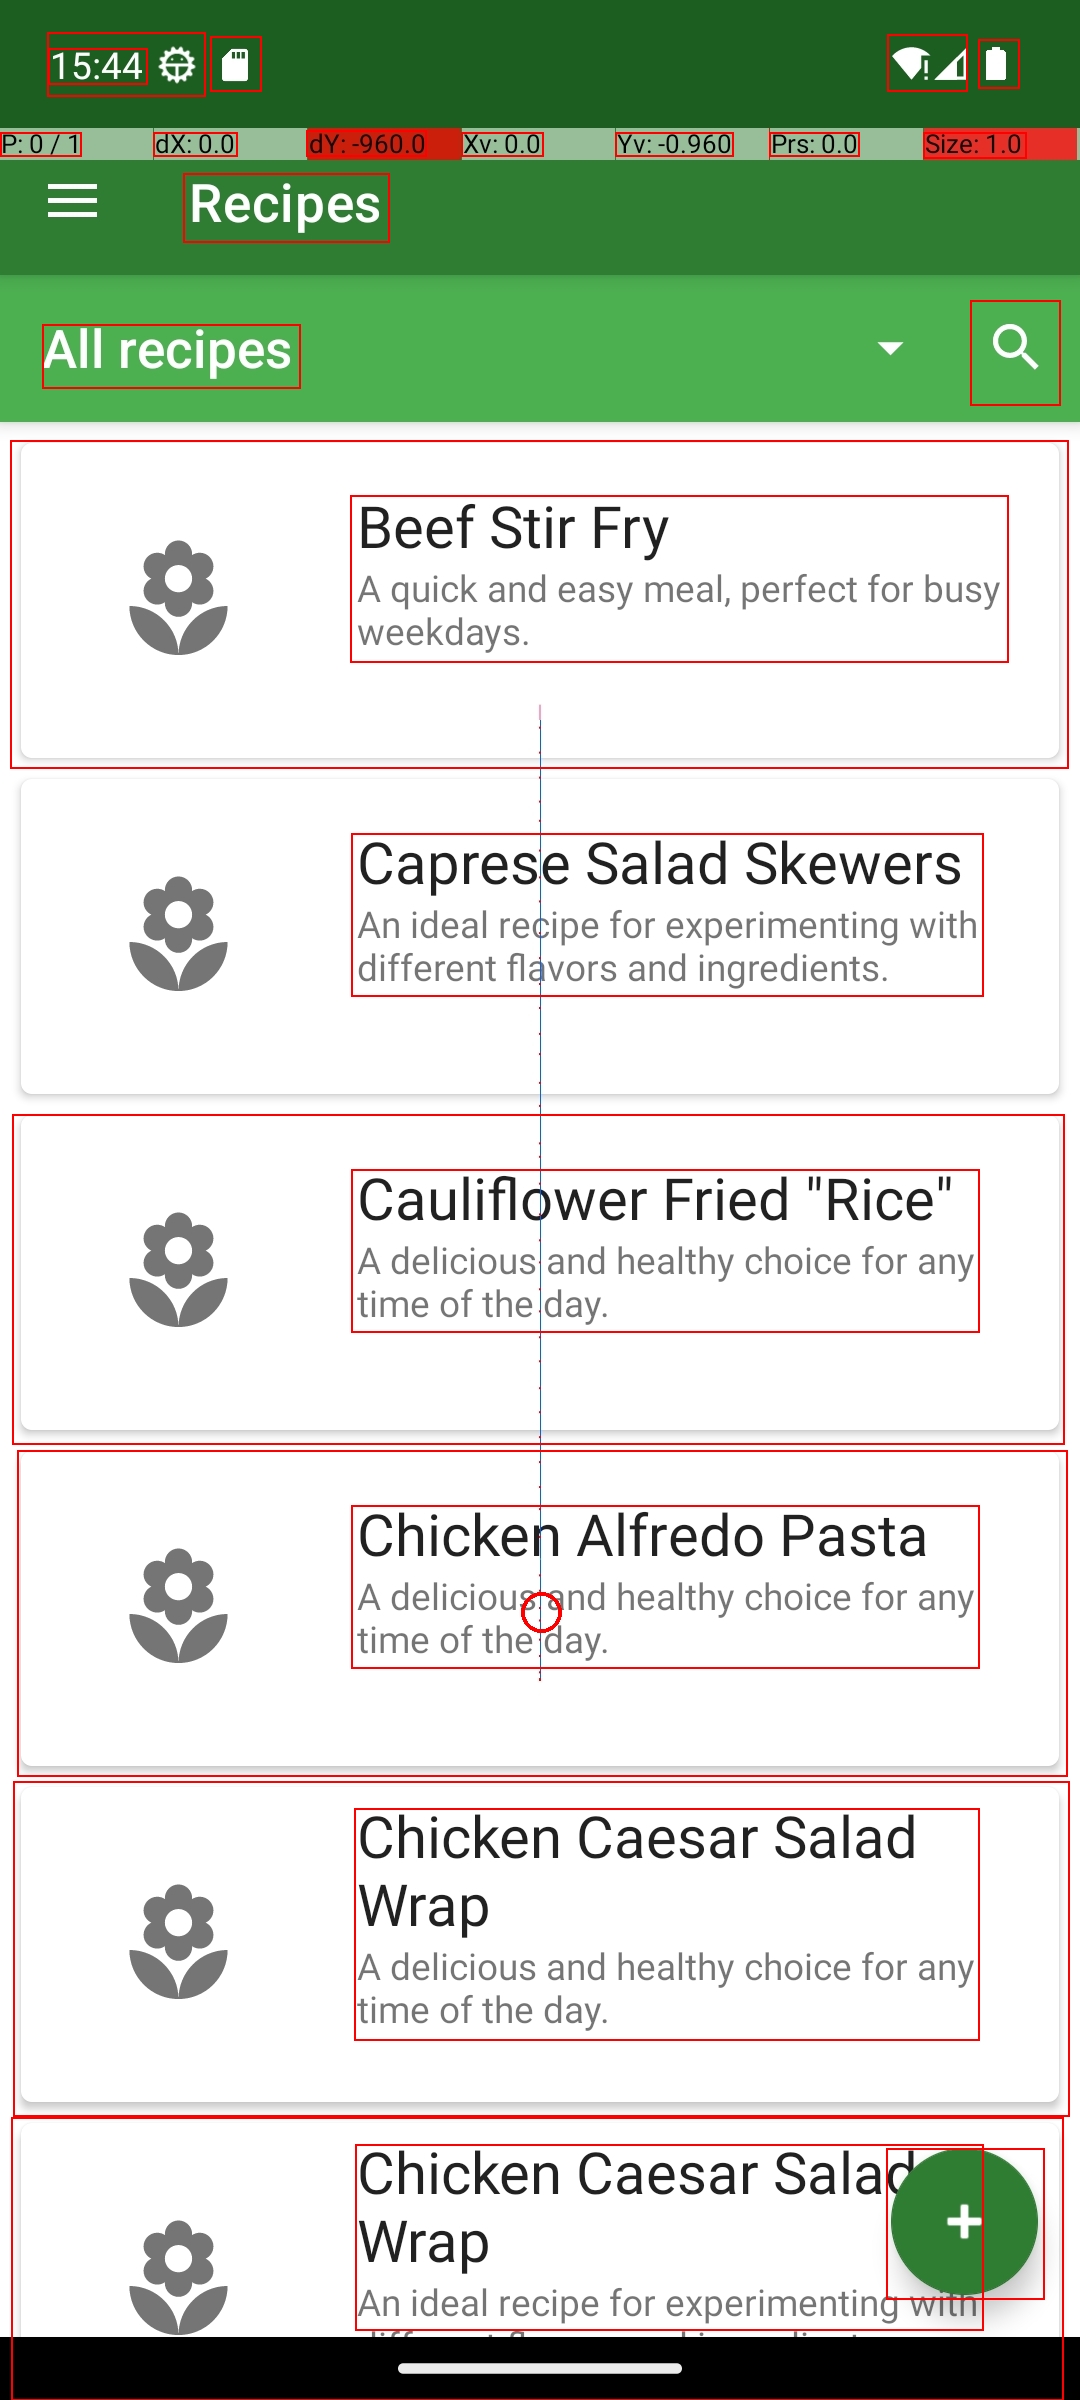 15:44
P: 0 / 1 dX: 0.0 dY: -960.0 Xv: 0.0 Yv: -0.960 Prs: 0.0 Size: 1.0
Recipes
All recipes
Beef Stir Fry
A quick and easy meal, perfect for busy
weekdays.
Caprese Salad Skewers
An ideal recipe for experimenting with
different flavors and ingredients.
Cauliflower Fried "Rice"
A delicious and healthy choice for any
time of the day.
Chicken Alfredo Pasta
A delicious and healthy choice for any
time of the day.
Chicken Caesar Salad
Wrap
A delicious and healthy choice for any
time of the day.
Chicken Caesar Salad
Wrap
An ideal recipe for experimenting with